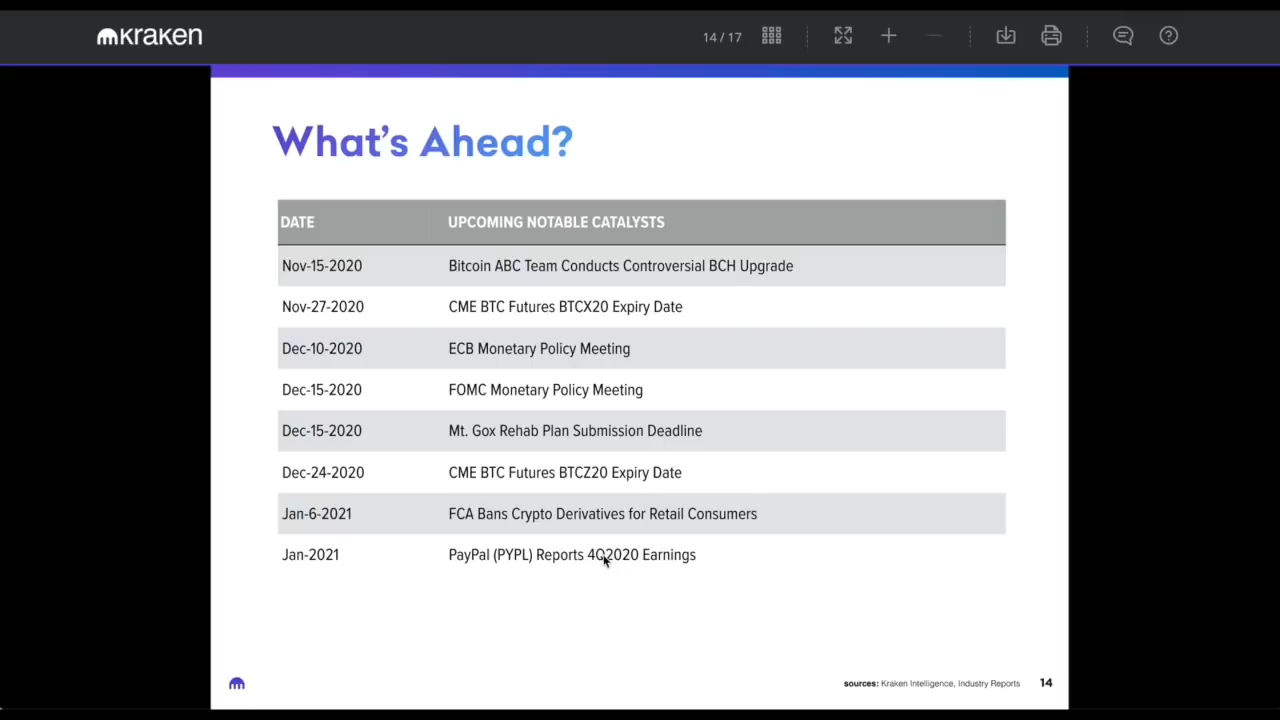 kraken
14 / 17
What's Ahead?
DATE UPCOMING NOTABLE CATALYSTS
Nov-15-2020 Bitcoin ABC Team Conducts Controversial BCH Upgrade
Nov-27-2020 CME BTC Futures BTCX20 Expiry Date
Dec-10-2020 ECB Monetary Policy Meeting
Dec-15-2020 FOMC Monetary Policy Meeting
Dec-15-2020 Mt. Gox Rehab Plan Submission Deadline
Dec-24-2020 CME BTC Futures BTCZ20 Expiry Date
Jan-6-2021 FCA Bans Crypto Derivatives for Retail Consumers
Jan-2021 PayPal (PYPL) Reports 4Q2020 Earnings
sources: Kraken Intelligence, Industry Reports 14